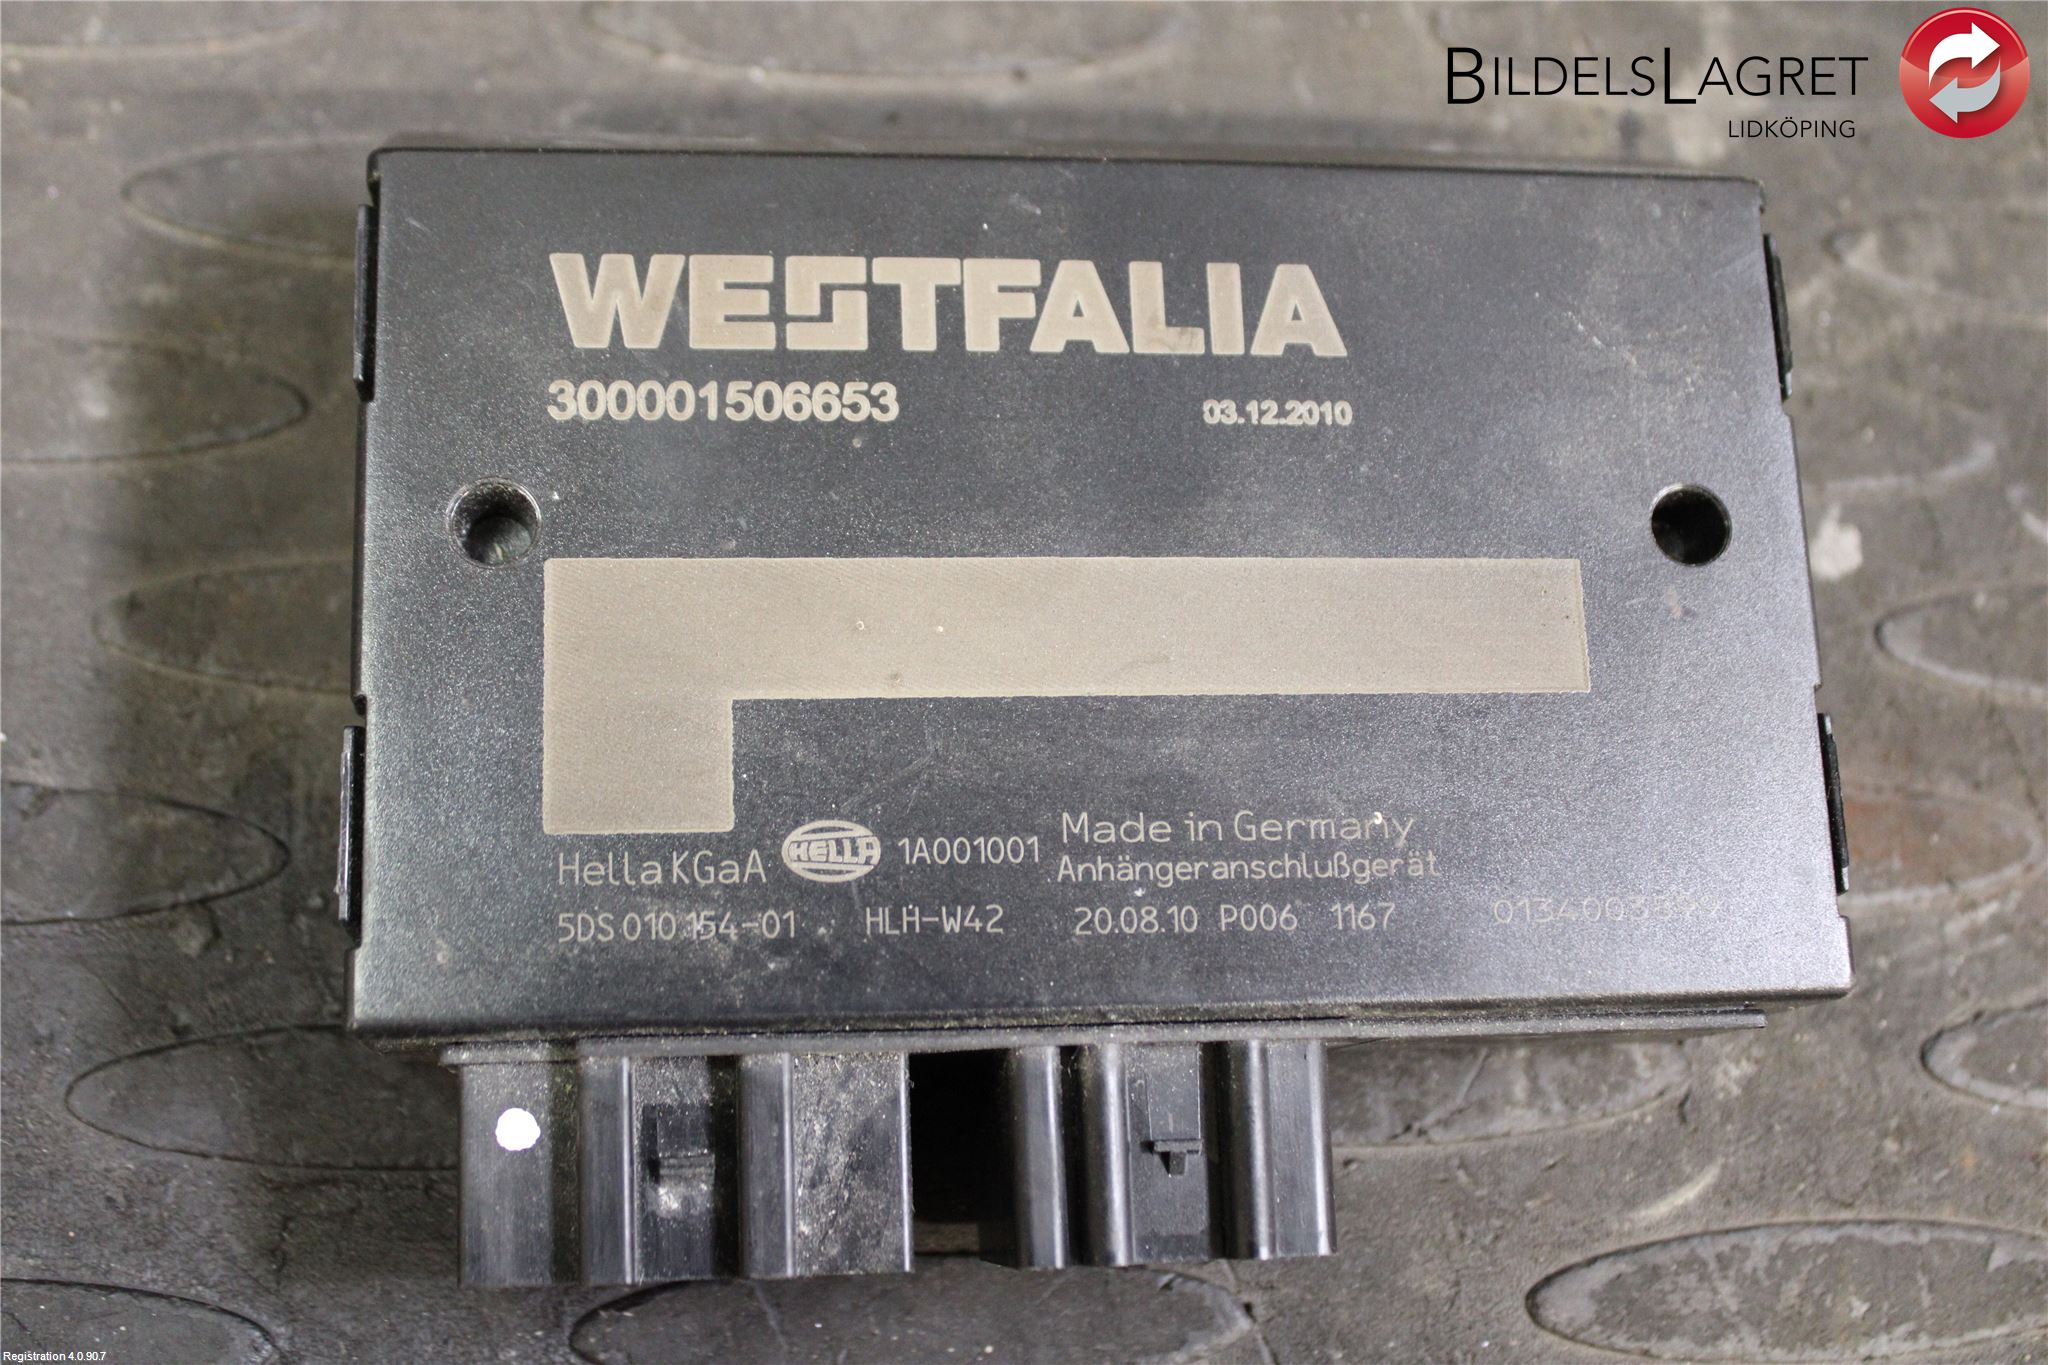 BILDELSLAGRET
LIDKÖPING
WESTFALIA
300001506653 03.12.2010
Hella KGaA HELLA 1A001001 Made in Germany
Anhängeranschlußgerät
5DS 010 154-01 HLH-W42 20.08.10 P006 1167
Registration 4.0.90.7